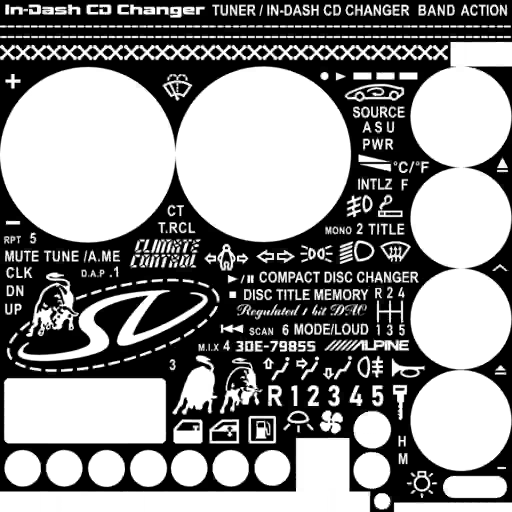 In-Dash CD Changer TUNER / IN-DASH CD CHANGER BAND ACTION
SOURCE
A S U
PWR
°C/°F
INTLZ F
CT
T.RCL
MONO 2 TITLE
RPT 5
MUTE TUNE /A.ME
CLIMATE
CONTROL
CLK
D.A.P .1
DN
UP
COMPACT DISC CHANGER
DISC TITLE MEMORY R 2 4
Regulated 1 bit DAC
SCAN 6 MODE/LOUD 1 3 5
M.I.X 4 3DE-79855 ALPINE
SV
3
R 1 2 3 4 5
H
M